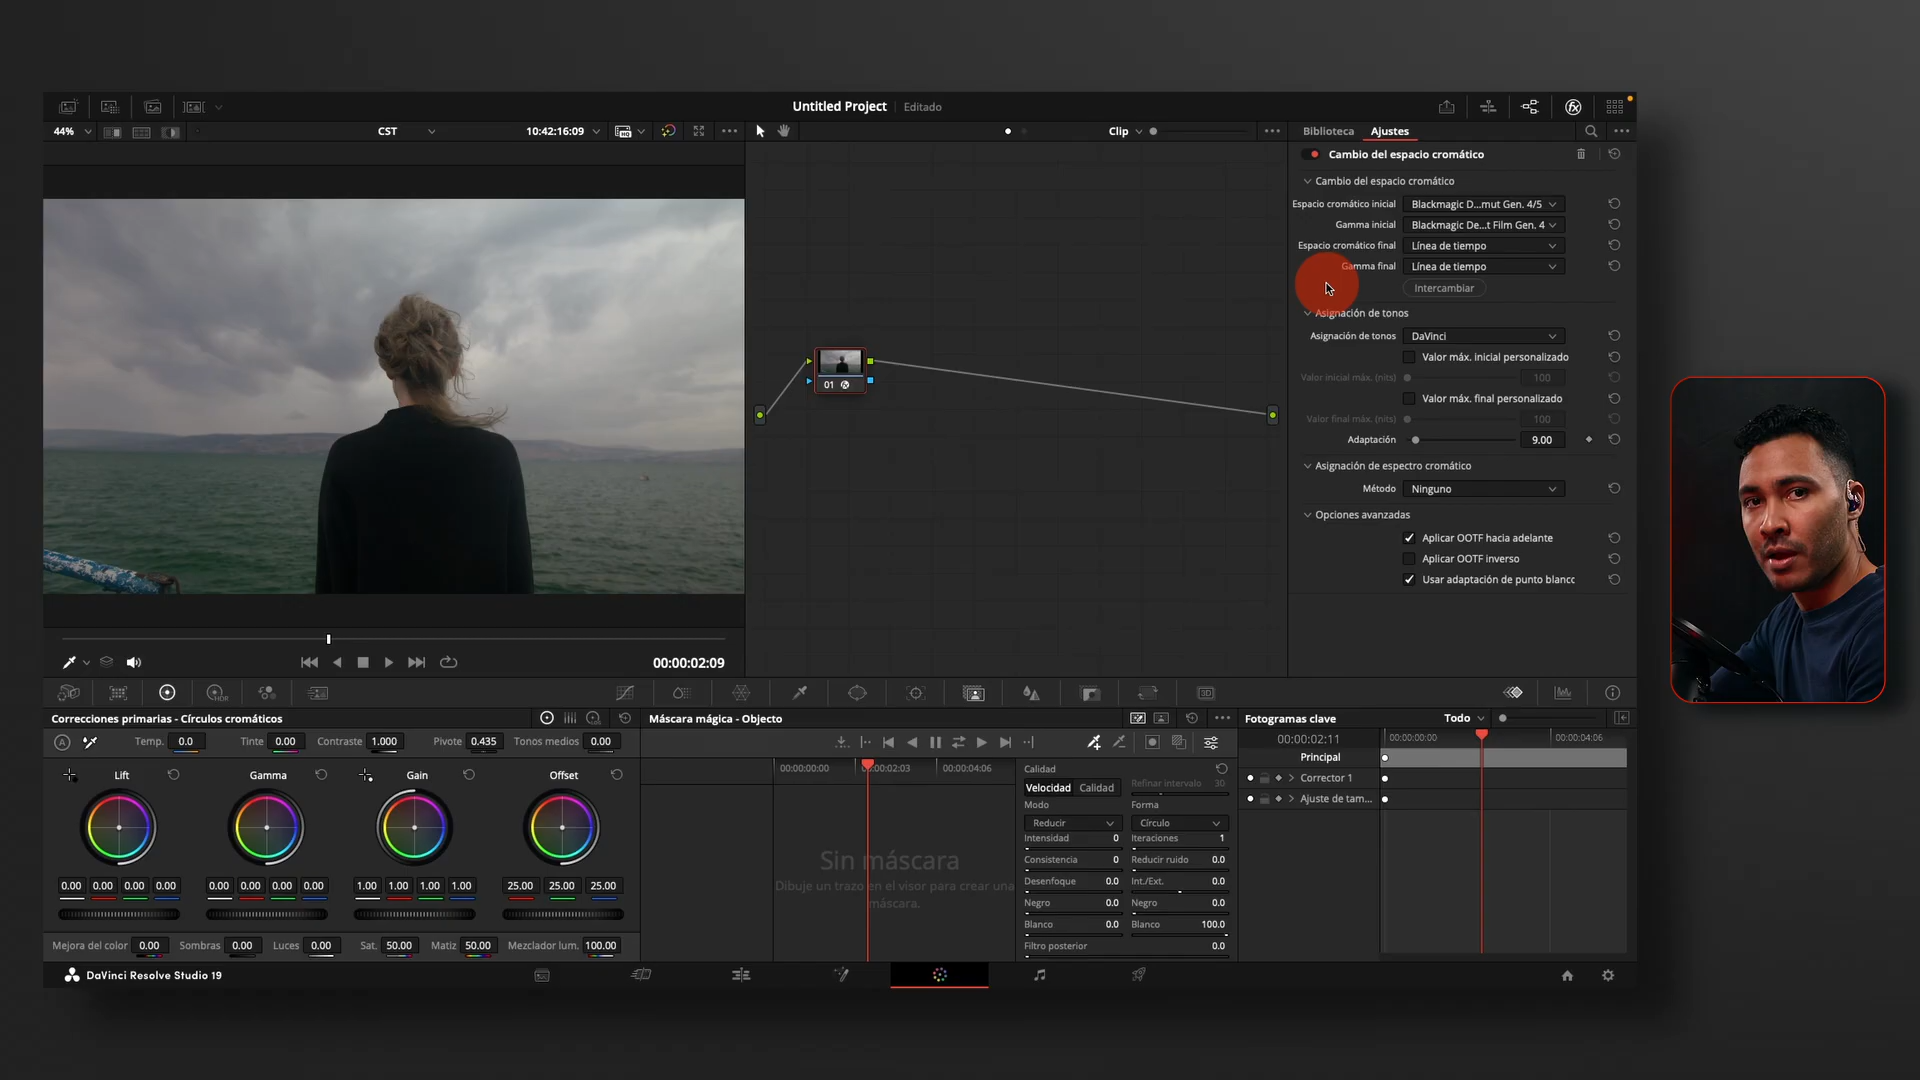 Untitled Project Editado
44% CST 10:42:16:09 Clip Biblioteca Ajustes
Cambio del espacio cromático
Cambio del espacio cromático
Espacio cromático inicial Blackmagic D...mut Gen. 4/5
Gamma inicial Blackmagic De...t Film Gen. 4
Espacio cromático final Línea de tiempo
Gamma final Línea de tiempo
Intercambiar
Asignación de tonos
Asignación de tonos DaVinci
Valor máx. inicial personalizado
Valor inicial máx. (nits) 100
Valor máx. final personalizado
Valor final máx. (nits) 100
Adaptación 9.00
Asignación de espectro cromático
Método Ninguno
Opciones avanzadas
Aplicar OOTF hacia adelante
Aplicar OOTF inverso
Usar adaptación de punto blanco
01
00:00:02:09
HDR
3D
Correcciones primarias - Círculos cromáticos
A Temp. 0.0 Tinte 0.00 Contraste 1.000 Pivote 0.435 Tonos medios 0.00
Lift Gamma Gain Offset
0.00 0.00 0.00 0.00 0.00 0.00 0.00 0.00 1.00 1.00 1.00 1.00 25.00 25.00 25.00
Mejora del color 0.00 Sombras 0.00 Luces 0.00 Sat. 50.00 Matiz 50.00 Mezclador lum. 100.00
Máscara mágica - Objecto
00:00:00:00 00:00:02:03 00:00:04:06
Sin máscara
Dibuje un trazo en el visor para crear una
máscara.
Calidad
Velocidad Calidad Refinar intervalo 30
Modo Forma
Reducir Círculo
Intensidad 0 Iteraciones 1
Consistencia 0 Reducir ruido 0.0
Desenfoque 0.0 Int./Ext. 0.0
Negro 0.0 Negro 0.0
Blanco 0.0 Blanco 100.0
Filtro posterior 0.0
Fotogramas clave Todo
00:00:02:11 00:00:00:00 00:00:04:06
Principal
Corrector 1
Ajuste de tam...
DaVinci Resolve Studio 19